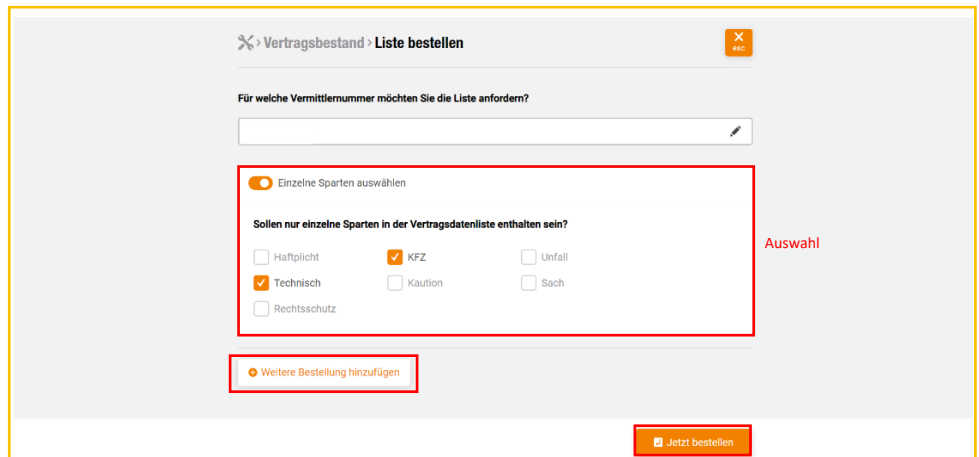 › Vertragsbestand › Liste bestellen
esc
Für welche Vermittlernummer möchten Sie die Liste anfordern?
Einzelne Sparten auswählen
Sollen nur einzelne Sparten in der Vertragsdatenliste enthalten sein?
Haftplicht KFZ Unfall
Auswahl
Technisch Kaution Sach
Rechtsschutz
Weitere Bestellung hinzufügen
Jetzt bestellen